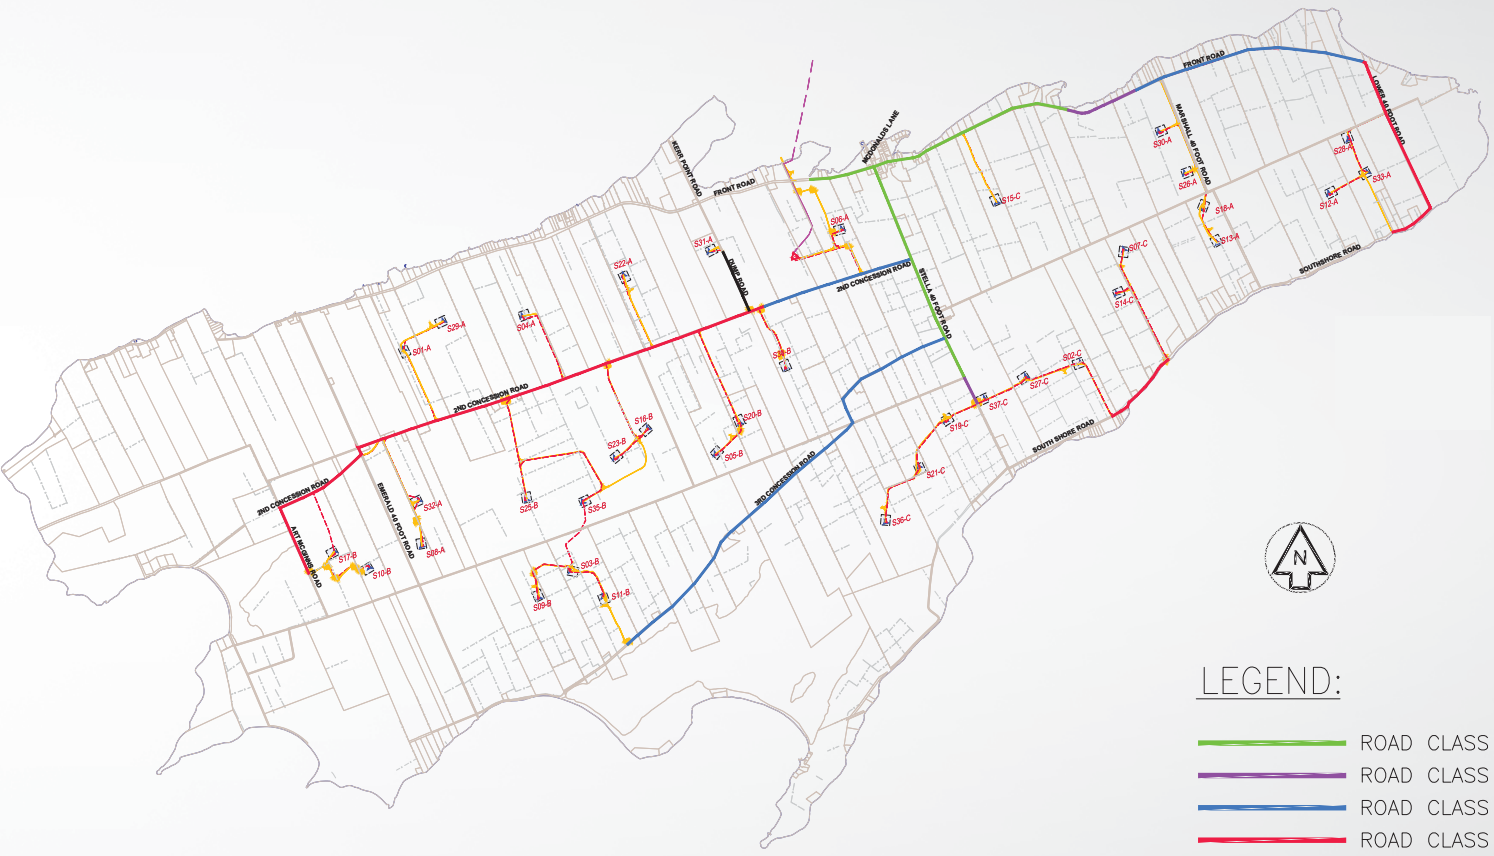 FRONT ROAD
LOWER 40 FOOT ROAD
MARSHALL 40 FOOT ROAD
S30-A
S26-A
S28-A
S33-A
S12-A
S18-A
S13-A
SOUTHSHORE ROAD
MCDONALDS LANE
KERR POINT ROAD
FRONT ROAD
S15-C
S06-A
S31-A
DUMP ROAD
2ND CONCESSION ROAD
STELLA 40 FOOT ROAD
S07-C
S14-C
S22-A
S04-A
S29-A
S01-A
2ND CONCESSION ROAD
S02-C
S27-C
S37-C
S19-C
S21-C
S36-C
SOUTH SHORE ROAD
S20-B
S05-B
S16-B
S23-B
S25-B
S35-B
3RD CONCESSION ROAD
2ND CONCESSION ROAD
EMERALD 40 FOOT ROAD
ART MCGINNS ROAD
S32-A
S08-A
S17-B
S10-B
S03-B
S09-B
S11-B
N
LEGEND:
ROAD CLASS
ROAD CLASS
ROAD CLASS
ROAD CLASS